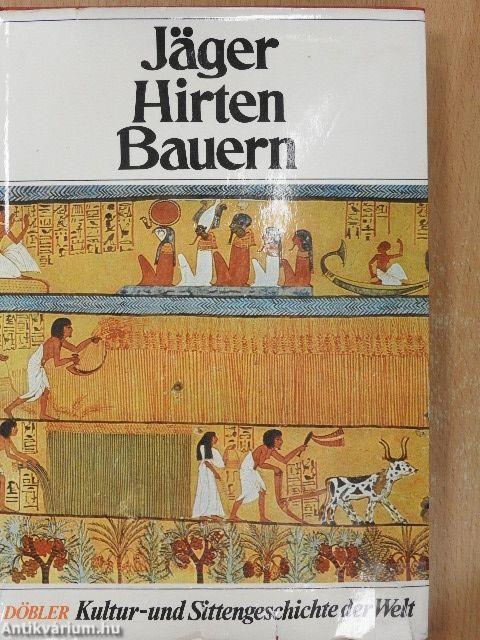 Jäger
Hirten
Bauern
DÖBLER Kultur-und Sittengeschichte der Welt
Antikvarium.hu